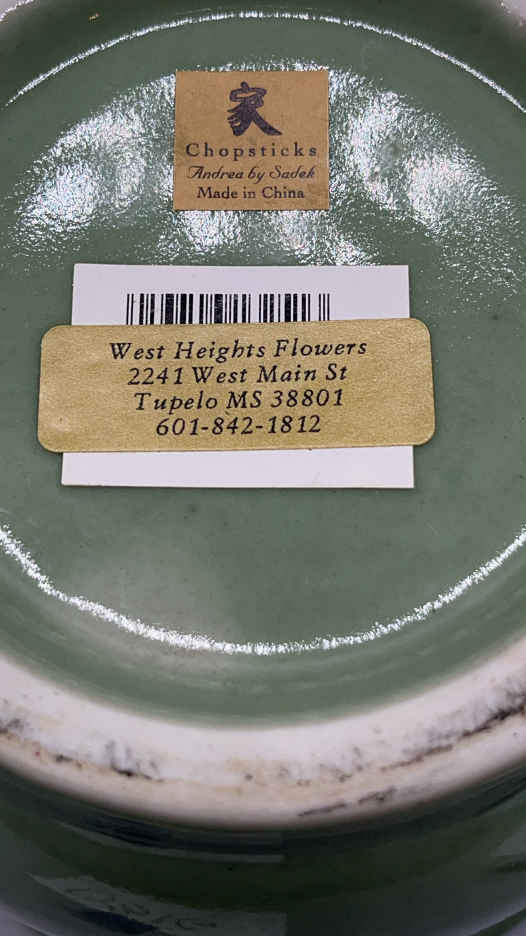 家
Chopsticks
Andrea by Sadek
Made in China
West Heights Flowers
2241 West Main St
Tupelo MS 38801
601-842-1812